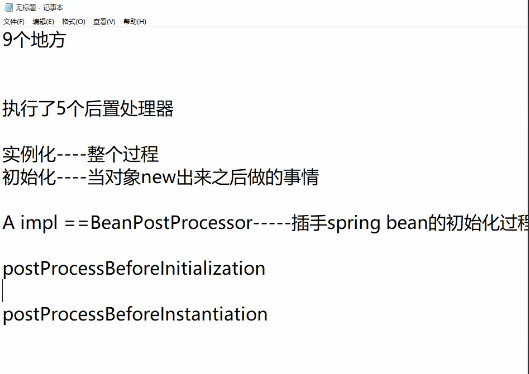 无标题 - 记事本
文件(F) 编辑(E) 格式(O) 查看(V) 帮助(H)
9个地方
执行了5个后置处理器
实例化----整个过程
初始化----当对象new出来之后做的事情
A impl ==BeanPostProcessor-----插手spring bean的初始化过程
postProcessBeforeInitialization
postProcessBeforeInstantiation